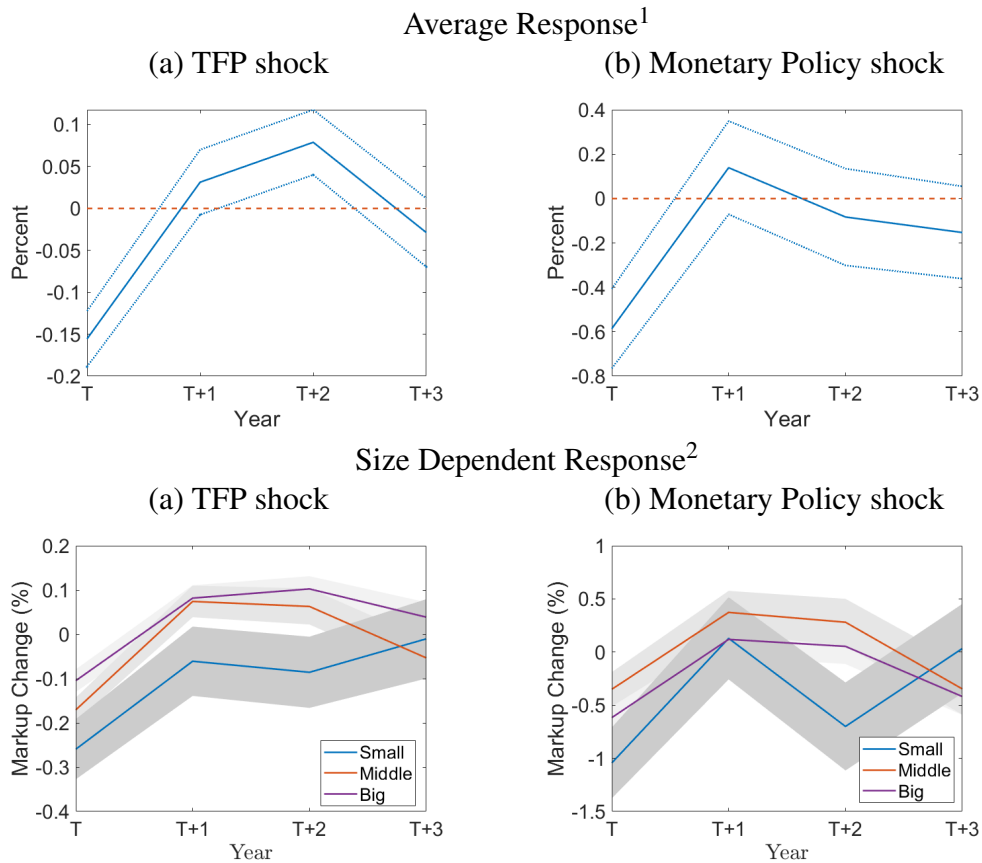 Average Response1
(a) TFP shock
(b) Monetary Policy shock
0.1
0.05
0
-0.05
-0.1
-0.15
-0.2
Percent
T
T+1
T+2
T+3
Year
0.4
0.2
0
-0.2
-0.4
-0.6
-0.8
Percent
T
T+1
T+2
T+3
Year
Size Dependent Response2
(a) TFP shock
(b) Monetary Policy shock
0.2
0.1
0
-0.1
-0.2
-0.3
-0.4
Markup Change (%)
Small
Middle
Big
T
T+1
T+2
T+3
Year
1
0.5
0
-0.5
-1
-1.5
Markup Change (%)
Small
Middle
Big
T
T+1
T+2
T+3
Year